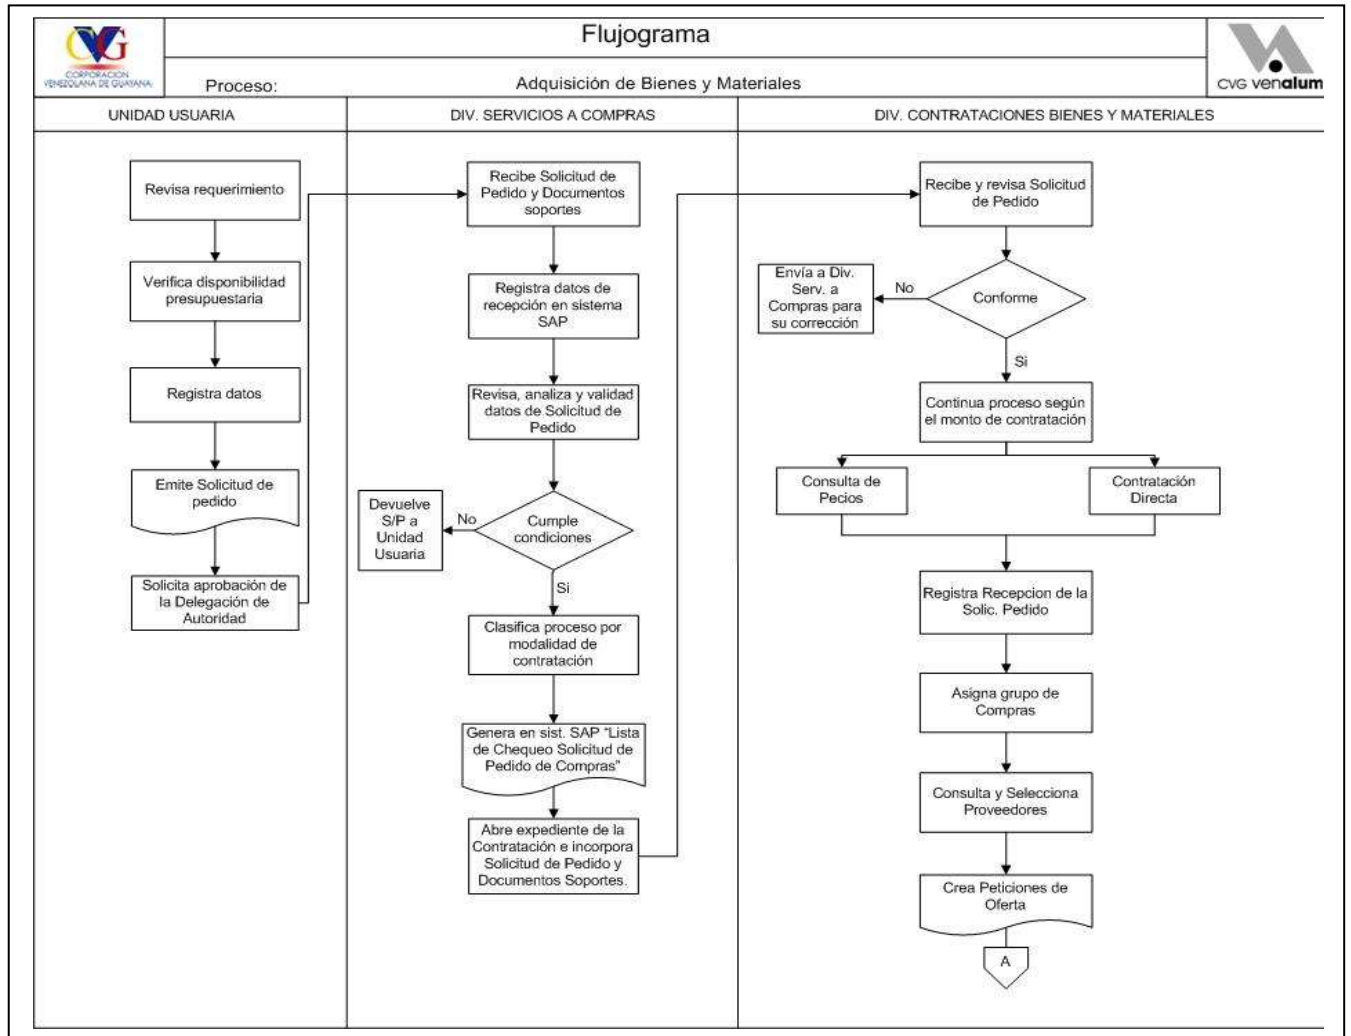 Flujograma
CVG
CORPORACION
VENEZOLANA DE GUAYANA
Proceso:
Adquisición de Bienes y Materiales
CVG venalum
UNIDAD USUARIA
DIV. SERVICIOS A COMPRAS
DIV. CONTRATACIONES BIENES Y MATERIALES
Revisa requerimiento
Verifica disponibilidad
presupuestaria
Registra datos
Emite Solicitud de
pedido
Solicita aprobación de
la Delegación de
Autoridad
Recibe Solicitud de
Pedido y Documentos
soportes
Registra datos de
recepción en sistema
SAP
Revisa, analiza y validad
datos de Solicitud de
Pedido
Cumple
condiciones
No
Devuelve
S/P a
Unidad
Usuaria
Si
Clasifica proceso por
modalidad de
contratación
Genera en sist. SAP “Lista
de Chequeo Solicitud de
Pedido de Compras”
Abre expediente de la
Contratación e incorpora
Solicitud de Pedido y
Documentos Soportes.
Recibe y revisa Solicitud
de Pedido
Conforme
No
Envía a Div.
Serv. a
Compras para
su corrección
Si
Continua proceso según
el monto de contratación
Consulta de
Pecios
Contratación
Directa
Registra Recepcion de la
Solic. Pedido
Asigna grupo de
Compras
Consulta y Selecciona
Proveedores
Crea Peticiones de
Oferta
A